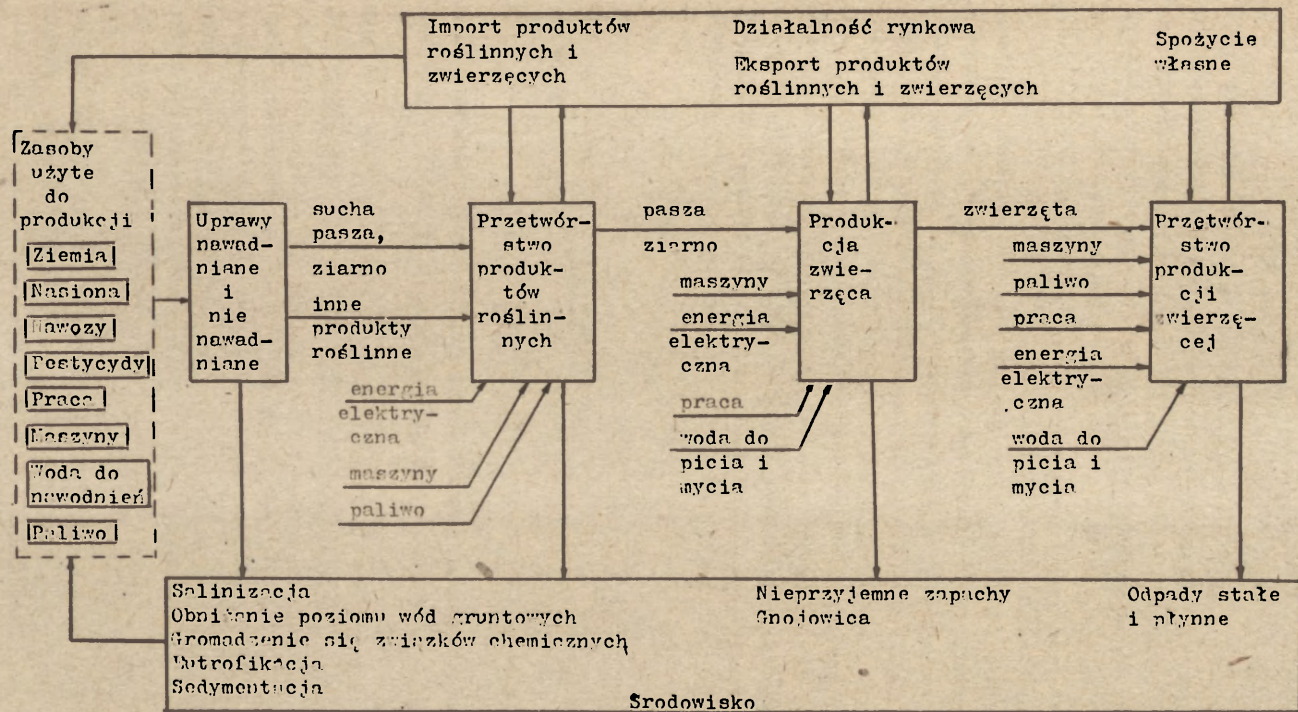 Import produktów
roślinnych i
zwierzęcych
Działalność rynkowa
Eksport produktów
roślinnych i zwierzęcych
Spożycie
własne
Zasoby
użyte
do
produkcji
Ziemia
Nasiona
Nawozy
Pestycydy
Praca
Maszyny
Woda do
nawodnień
Paliwo
Uprawy
nawad-
niane
i
nie
nawad-
niane
sucha
pasza,
ziarno
inne
produkty
roślinne
Przetwór-
stwo
produk-
tów
roślin-
nych
energia
elektry-
czna
maszyny
paliwo
pasza
ziarno
maszyny
energia
elektry-
czna
praca
woda do
picia i
mycia
Produk-
cja
zwie-
rzęca
zwierzęta
maszyny
paliwo
praca
energia
elektry-
czna
woda do
picia i
mycia
Przetwór-
stwo
produk-
cji
zwierzę-
cej
Salinizacja
Obniżenie poziomu wód gruntowych
Gromadzenie się związków chemicznych
Eutrofikacja
Sedymentacja
Nieprzyjemne zapachy
Gnojowica
Odpady stałe
i płynne
Środowisko